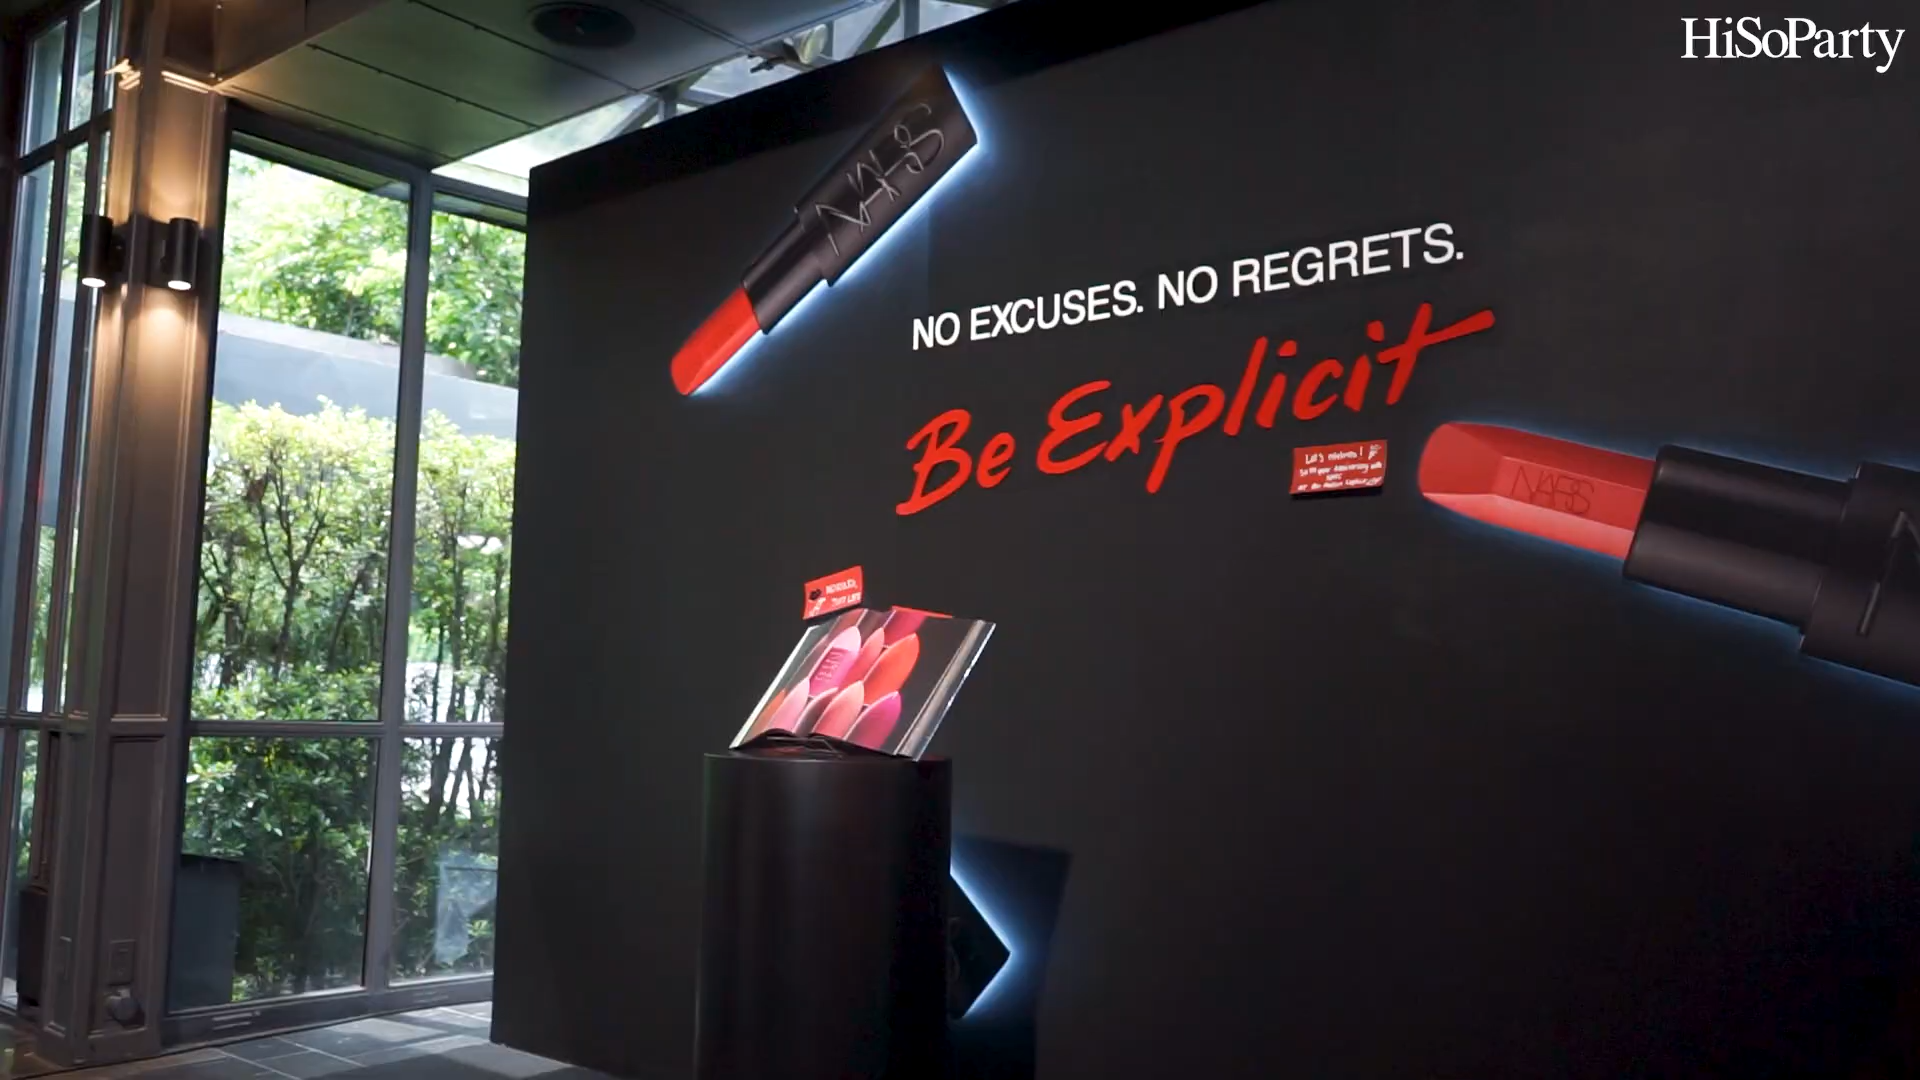 HiSoParty
NARS
NO EXCUSES. NO REGRETS.
Be Explicit
Let's celebrate!
NARS